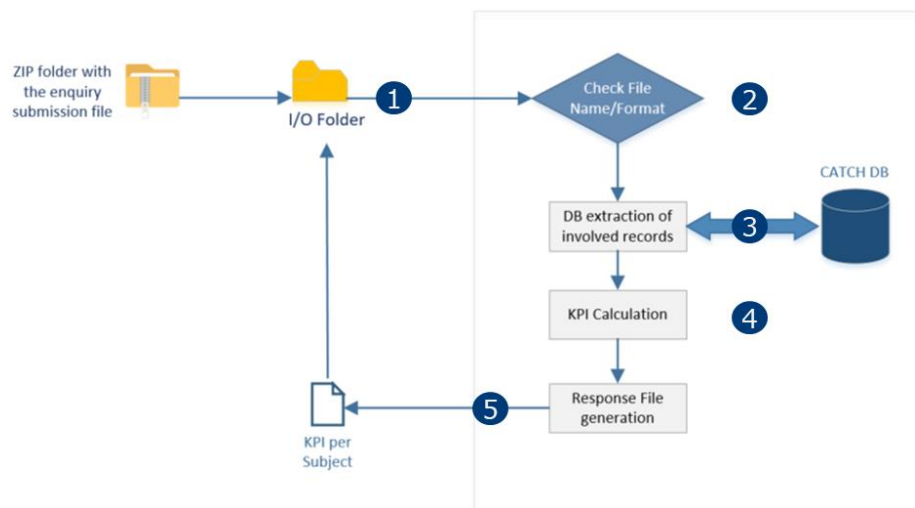 ZIP folder with
the enquiry
submission file
I/O Folder
1
Check File
Name/Format
2
CATCH DB
DB extraction of
involved records
3
KPI Calculation
4
Response File
generation
5
KPI per
Subject